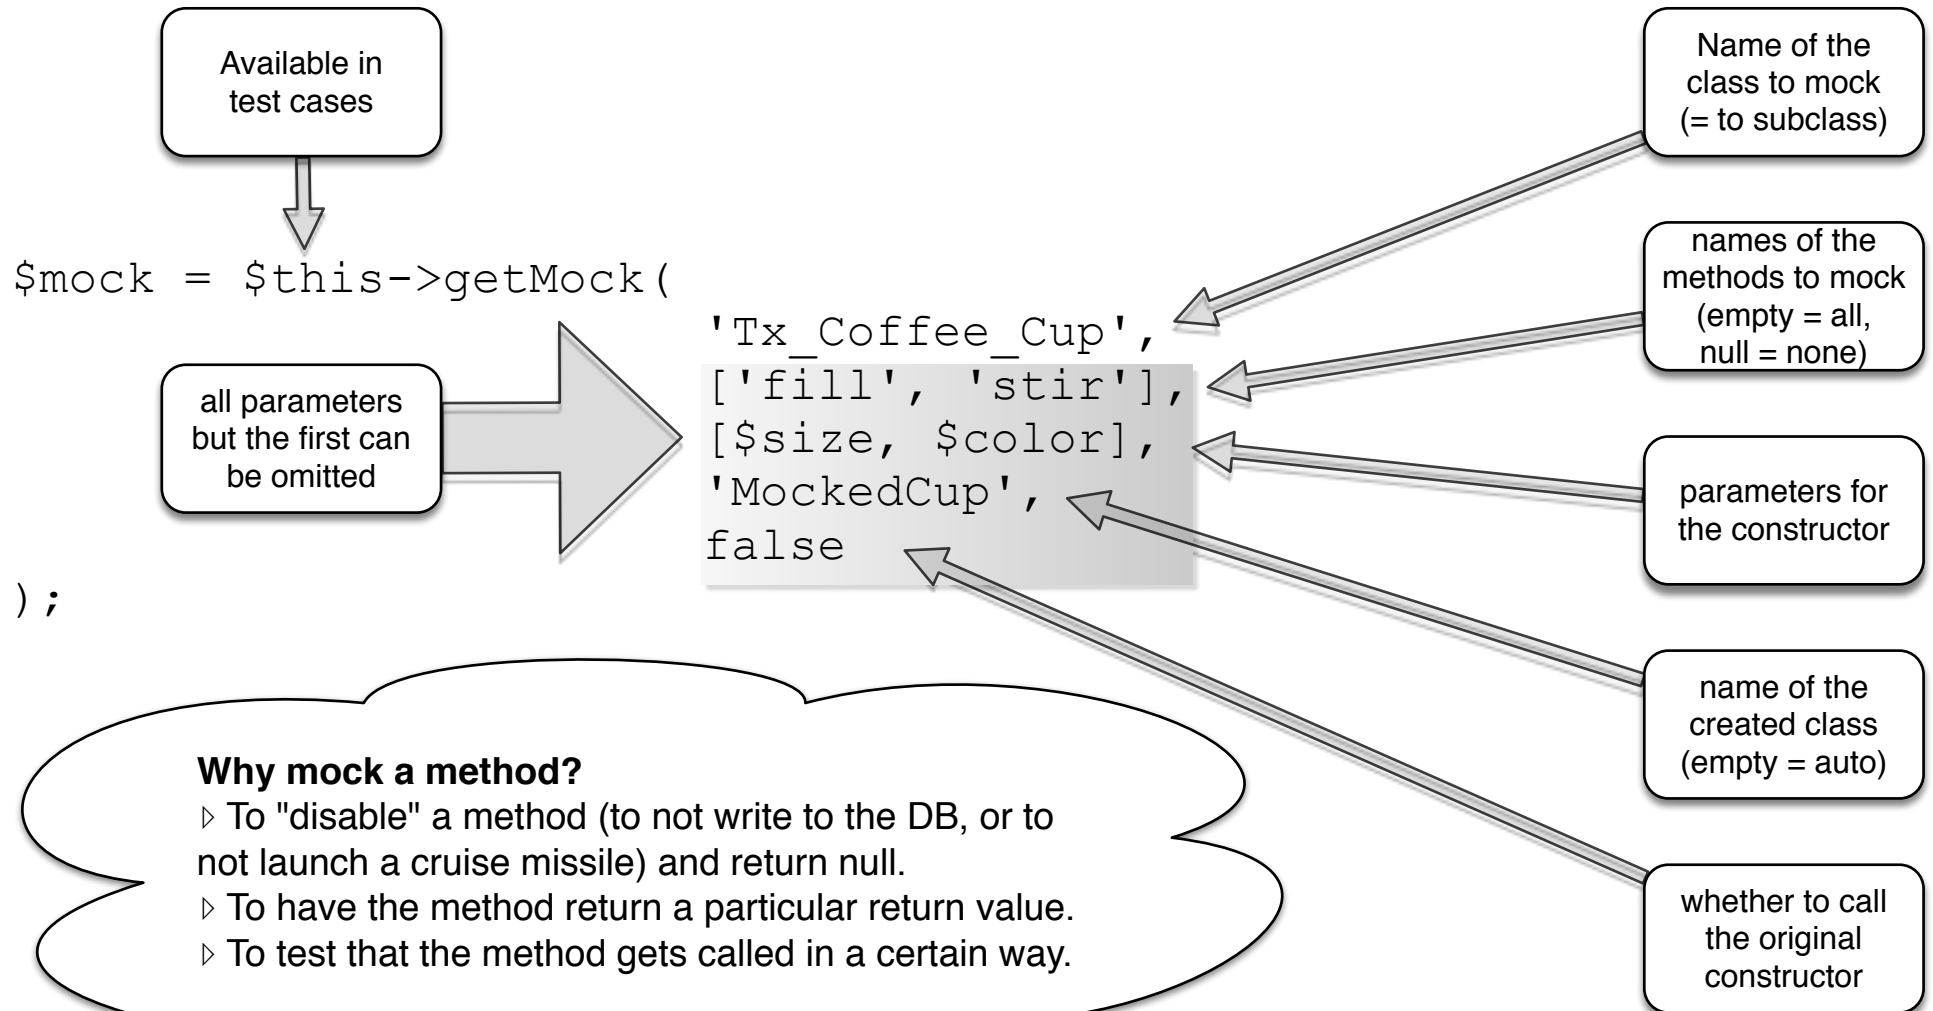 Available in
test cases
$mock = $this->getMock(
all parameters
but the first can
be omitted
'Tx_Coffee_Cup',
['fill', 'stir'],
[$size, $color],
'MockedCup',
false
);
Name of the
class to mock
(= to subclass)
names of the
methods to mock
(empty = all,
null = none)
parameters for
the constructor
name of the
created class
(empty = auto)
whether to call
the original
constructor
Why mock a method?
▹ To "disable" a method (to not write to the DB, or to
not launch a cruise missile) and return null.
▹ To have the method return a particular return value.
▹ To test that the method gets called in a certain way.